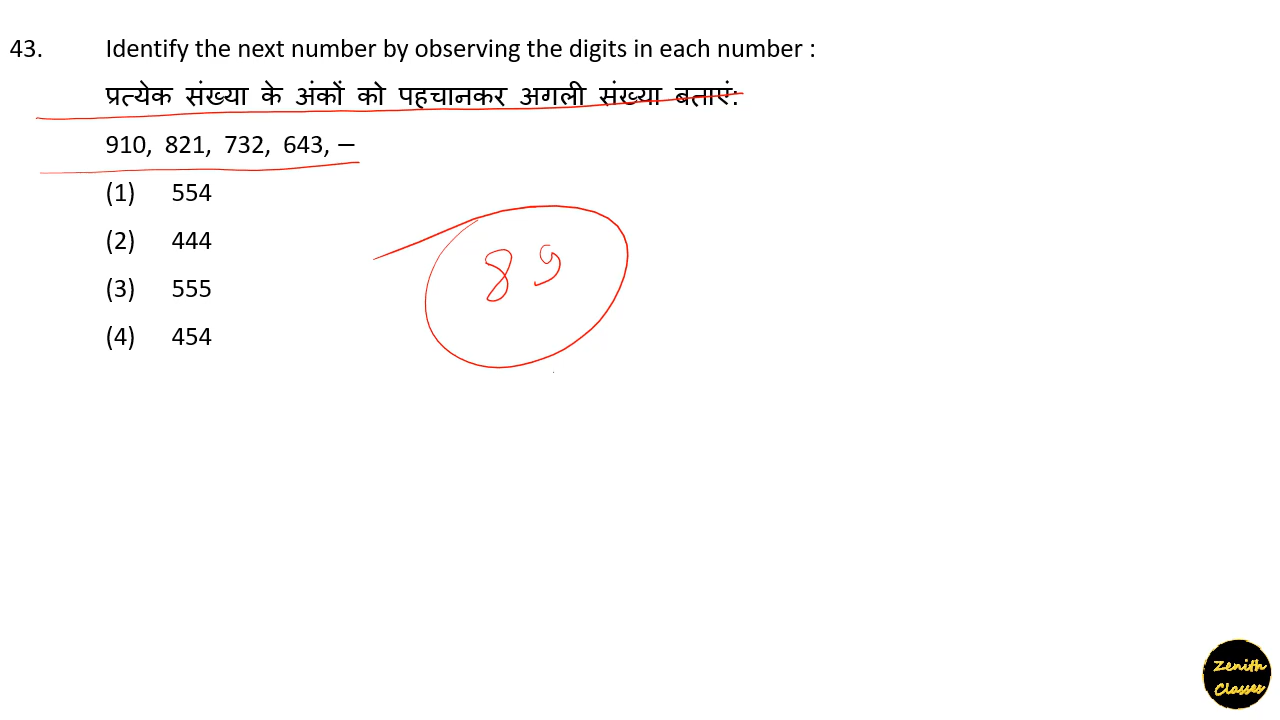 43. Identify the next number by observing the digits in each number :
प्रत्येक संख्या के अंकों को पहचानकर अगली संख्या बताएं:
910, 821, 732, 643, –
(1) 554
(2) 444
(3) 555
(4) 454
89
Zenith
Classes